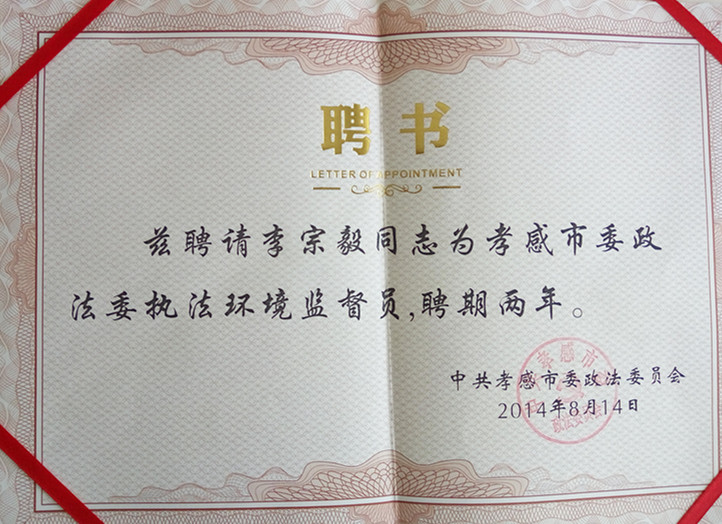 聘书
LETTER OF APPOINTMENT
兹聘请李宗毅同志为孝感市委政
法委执法环境监督员,聘期两年。
中共孝感市委政法委员会
2014年8月14日